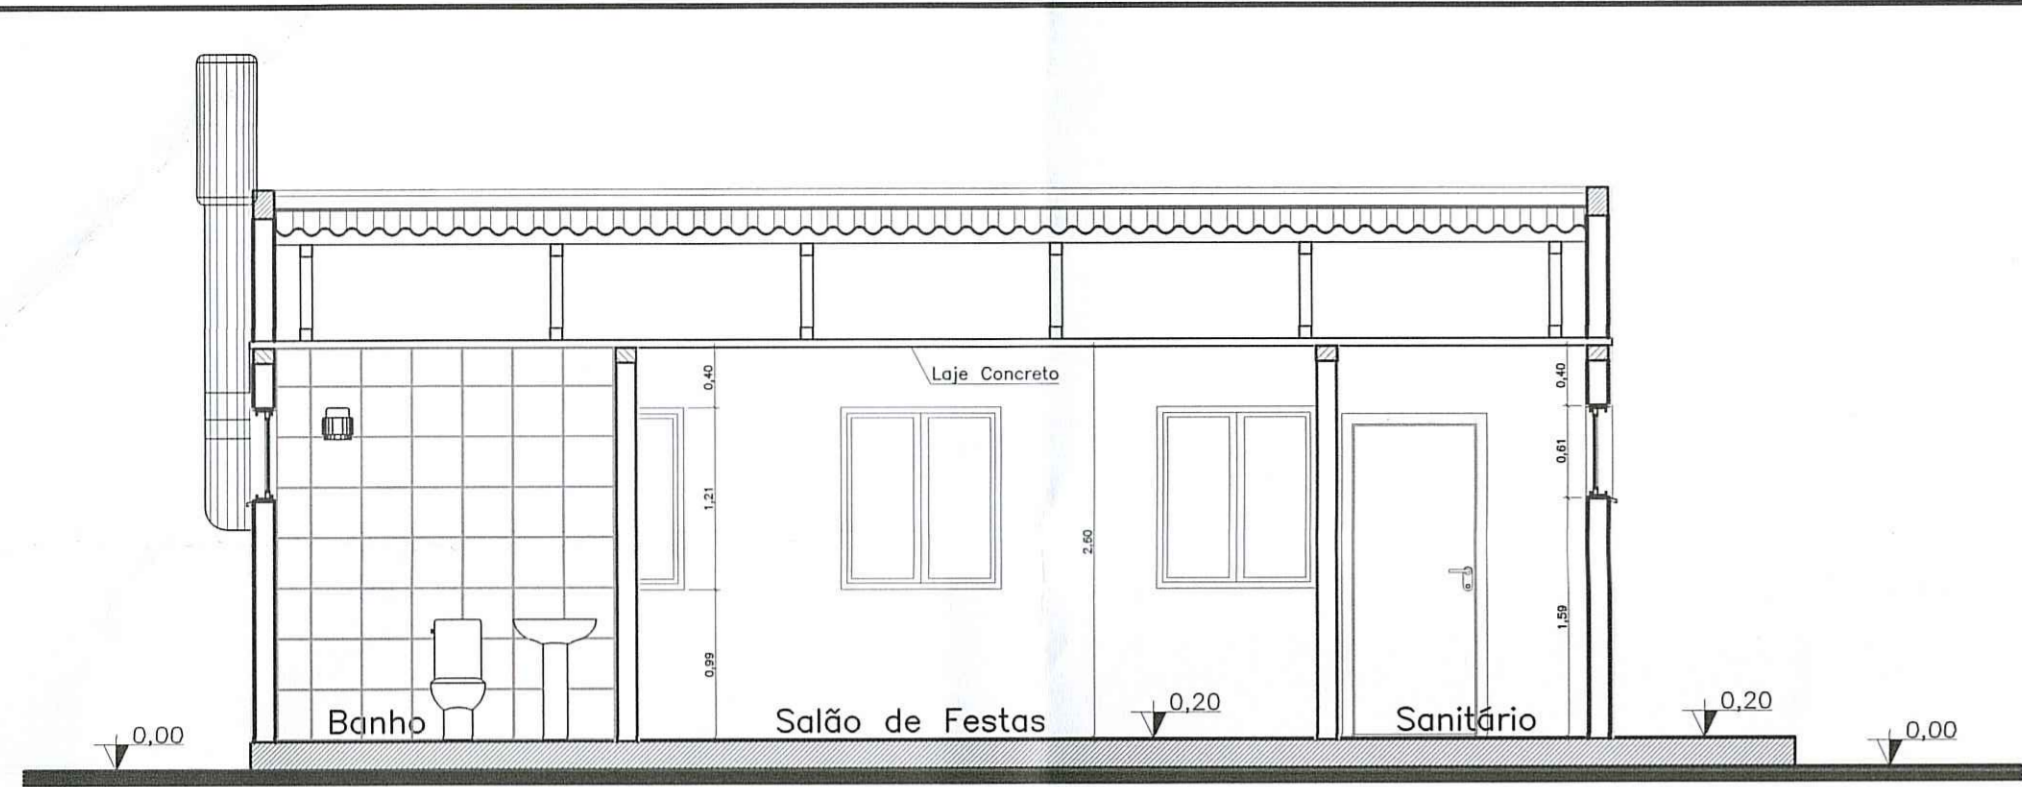 Laje Concreto
0,40
1,21
0,99
2,60
0,40
0,61
1,59
Banho
Salão de Festas
0,20
Sanitário
0,20
0,00
0,00